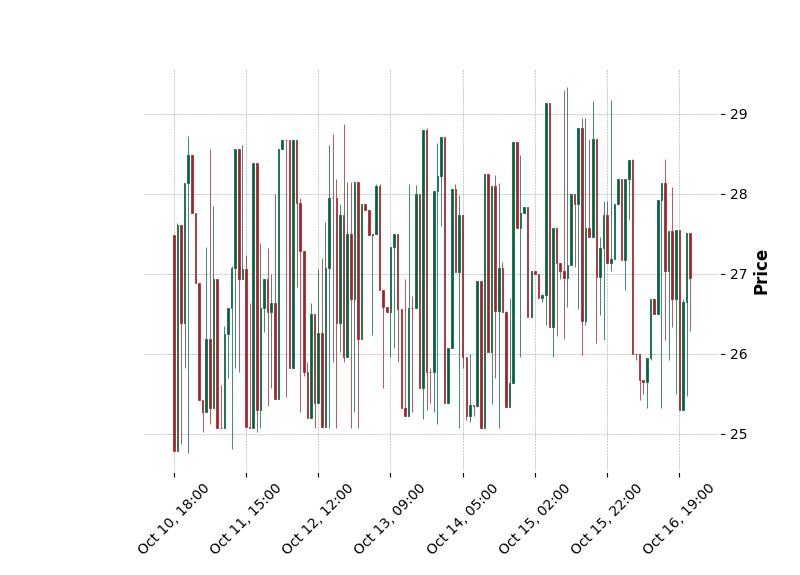 29
28
27
26
25
Price
Oct 10, 18:00
Oct 11, 15:00
Oct 12, 12:00
Oct 13, 09:00
Oct 14, 05:00
Oct 15, 02:00
Oct 15, 22:00
Oct 16, 19:00